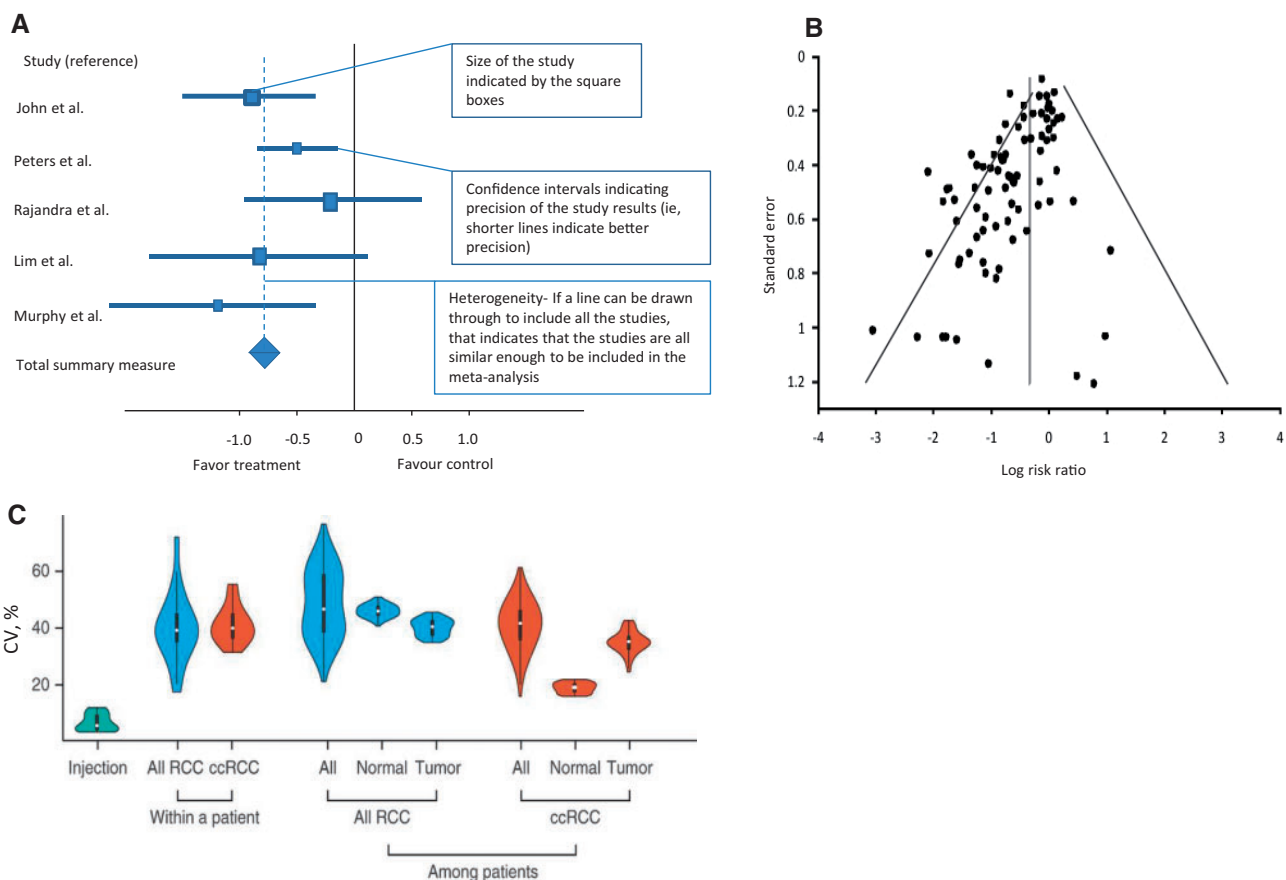 A
Study (reference)
John et al.
Peters et al.
Rajandra et al.
Lim et al.
Murphy et al.
Total summary measure
Size of the study
indicated by the square
boxes
Confidence intervals indicating
precision of the study results (ie,
shorter lines indicate better
precision)
Heterogeneity- If a line can be drawn
through to include all the studies,
that indicates that the studies are all
similar enough to be included in the
meta-analysis
-1.0 -0.5 0 0.5 1.0
Favor treatment Favour control
B
0
0.2
0.4
0.6
0.8
1
1.2
Standard error
-4 -3 -2 -1 0 1 2 3 4
Log risk ratio
C
CV, %
60
40
20
Injection All RCC ccRCC All Normal Tumor All Normal Tumor
Within a patient All RCC ccRCC
Among patients